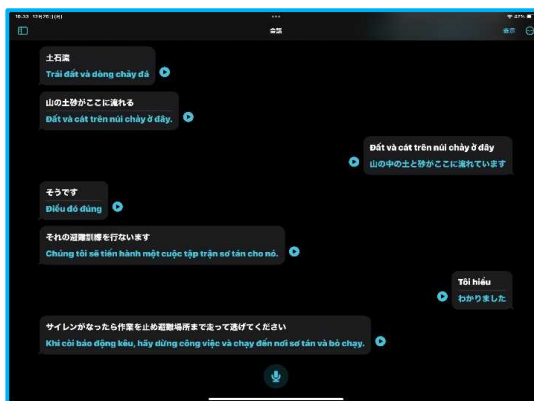 会話
表示
土石流
Trái đất và dòng chảy đá
山の土砂がここに流れる
Đất và cát trên núi chảy ở đây.
Đất và cát trên núi chảy ở đây
山の中の土と砂がここに流れています
そうです
Điều đó đúng
それの避難訓練を行ないます
Chúng tôi sẽ tiến hành một cuộc tập trận sơ tán cho nó.
Tôi hiểu
わかりました
サイレンがなったら作業を止め避難場所まで走って逃げてください
Khi còi báo động kêu, hãy dừng công việc và chạy đến nơi sơ tán và bỏ chạy.